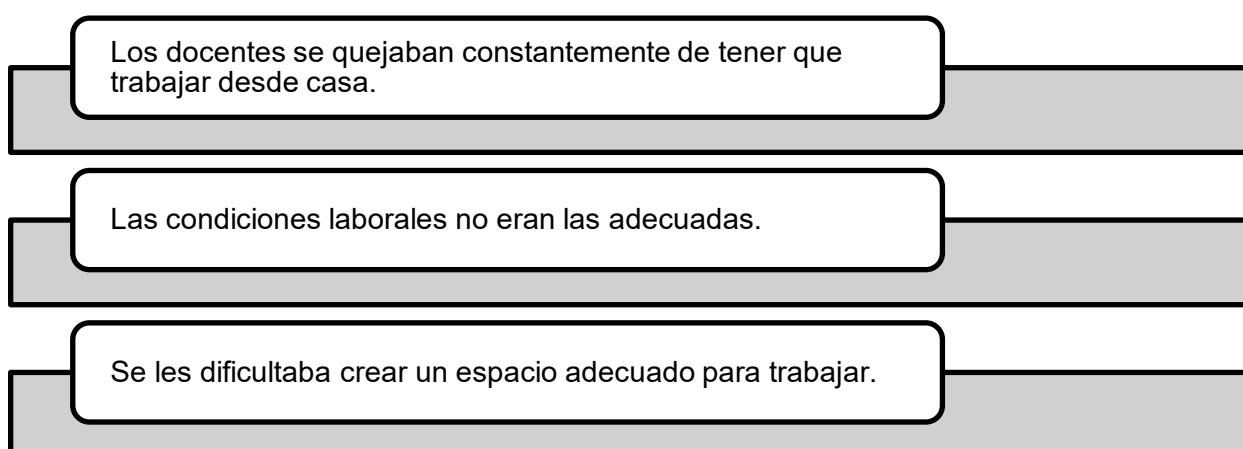 Los docentes se quejaban constantemente de tener que
trabajar desde casa.
Las condiciones laborales no eran las adecuadas.
Se les dificultaba crear un espacio adecuado para trabajar.